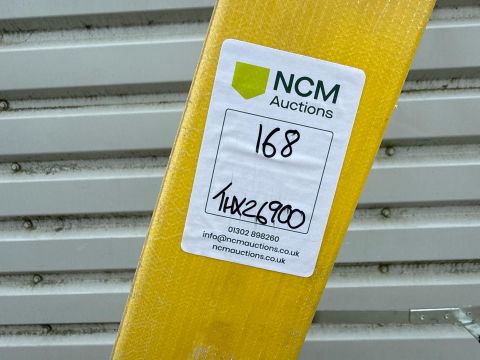 NCM
Auctions
168
THX26900
01302 898260
info@ncmauctions.co.uk
ncmauctions.co.uk